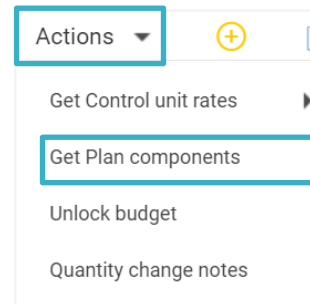 Actions
Get Control unit rates
Get Plan components
Unlock budget
Quantity change notes